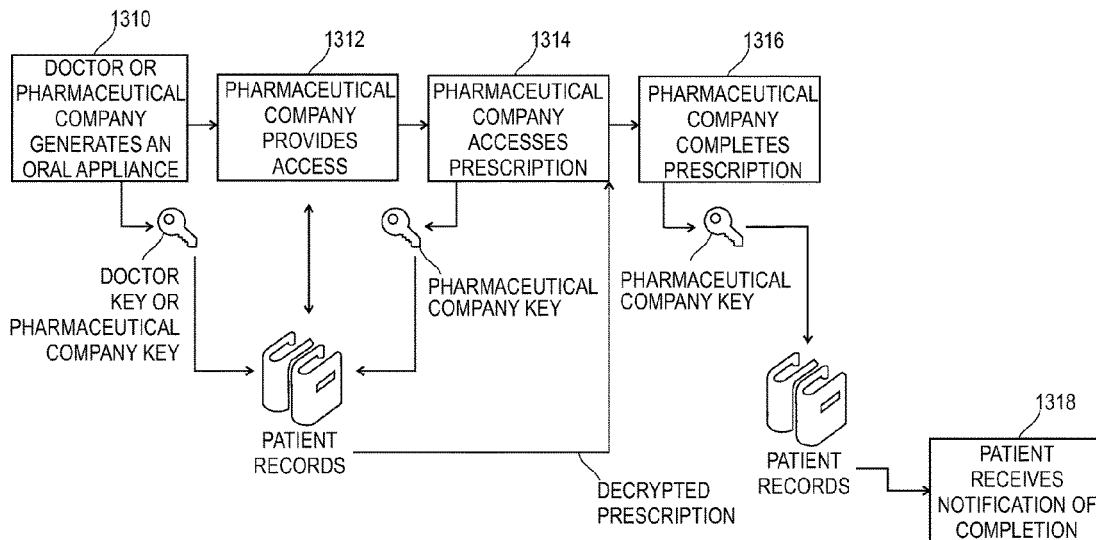 1310
DOCTOR OR
PHARMACEUTICAL
COMPANY
GENERATES AN
ORAL APPLIANCE
1312
PHARMACEUTICAL
COMPANY
PROVIDES
ACCESS
1314
PHARMACEUTICAL
COMPANY
ACCESSES
PRESCRIPTION
1316
PHARMACEUTICAL
COMPANY
COMPLETES
PRESCRIPTION
DOCTOR
KEY OR
PHARMACEUTICAL
COMPANY KEY
PHARMACEUTICAL
COMPANY KEY
PHARMACEUTICAL
COMPANY KEY
PATIENT
RECORDS
DECRYPTED
PRESCRIPTION
PATIENT
RECORDS
1318
PATIENT
RECEIVES
NOTIFICATION OF
COMPLETION